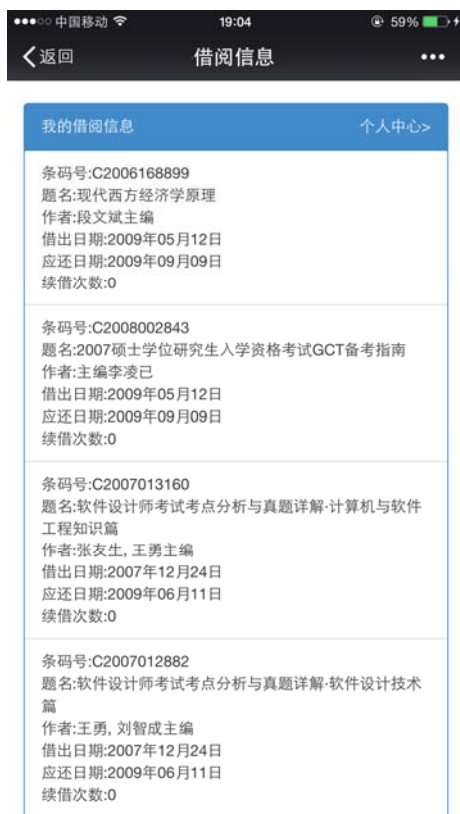 中国移动 19:04 59%
返回 借阅信息
我的借阅信息 个人中心>
条码号:C2006168899
题名:现代西方经济学原理
作者:段文斌主编
借出日期:2009年05月12日
应还日期:2009年09月09日
续借次数:0
条码号:C2008002843
题名:2007硕士学位研究生入学资格考试GCT备考指南
作者:主编李凌已
借出日期:2009年05月12日
应还日期:2009年09月09日
续借次数:0
条码号:C2007013160
题名:软件设计师考试考点分析与真题详解·计算机与软件
工程知识篇
作者:张友生, 王勇主编
借出日期:2007年12月24日
应还日期:2009年06月11日
续借次数:0
条码号:C2007012882
题名:软件设计师考试考点分析与真题详解·软件设计技术
篇
作者:王勇, 刘智成主编
借出日期:2007年12月24日
应还日期:2009年06月11日
续借次数:0